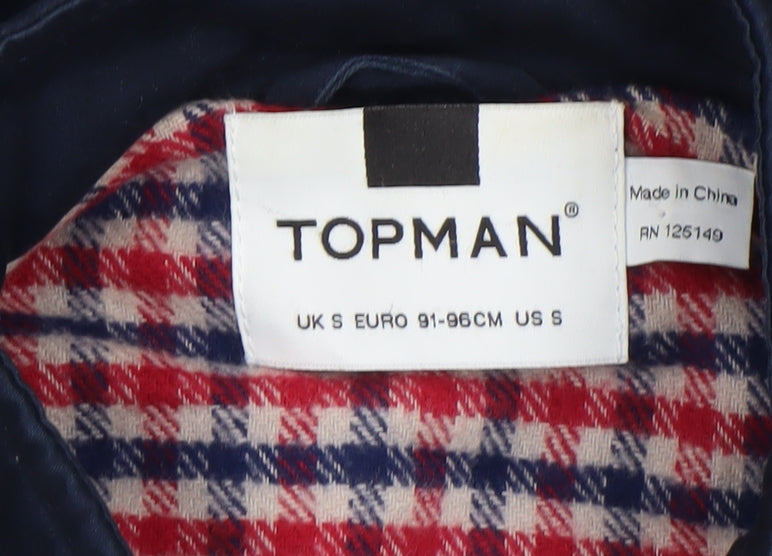 TOPMAN®
UK S EURO 91-96CM US S
Made in China
RN 125149